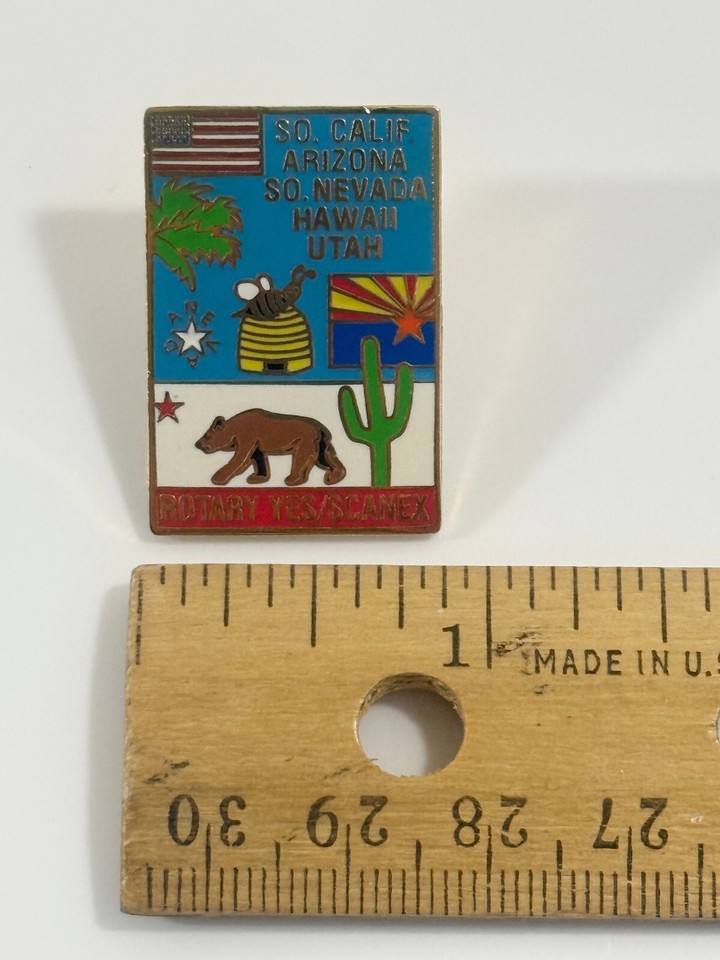 SO. CALIF.
ARIZONA
SO. NEVADA
HAWAII
UTAH
ROTARY YES/SCANEX
1
MADE IN U.S
30 29 28 27